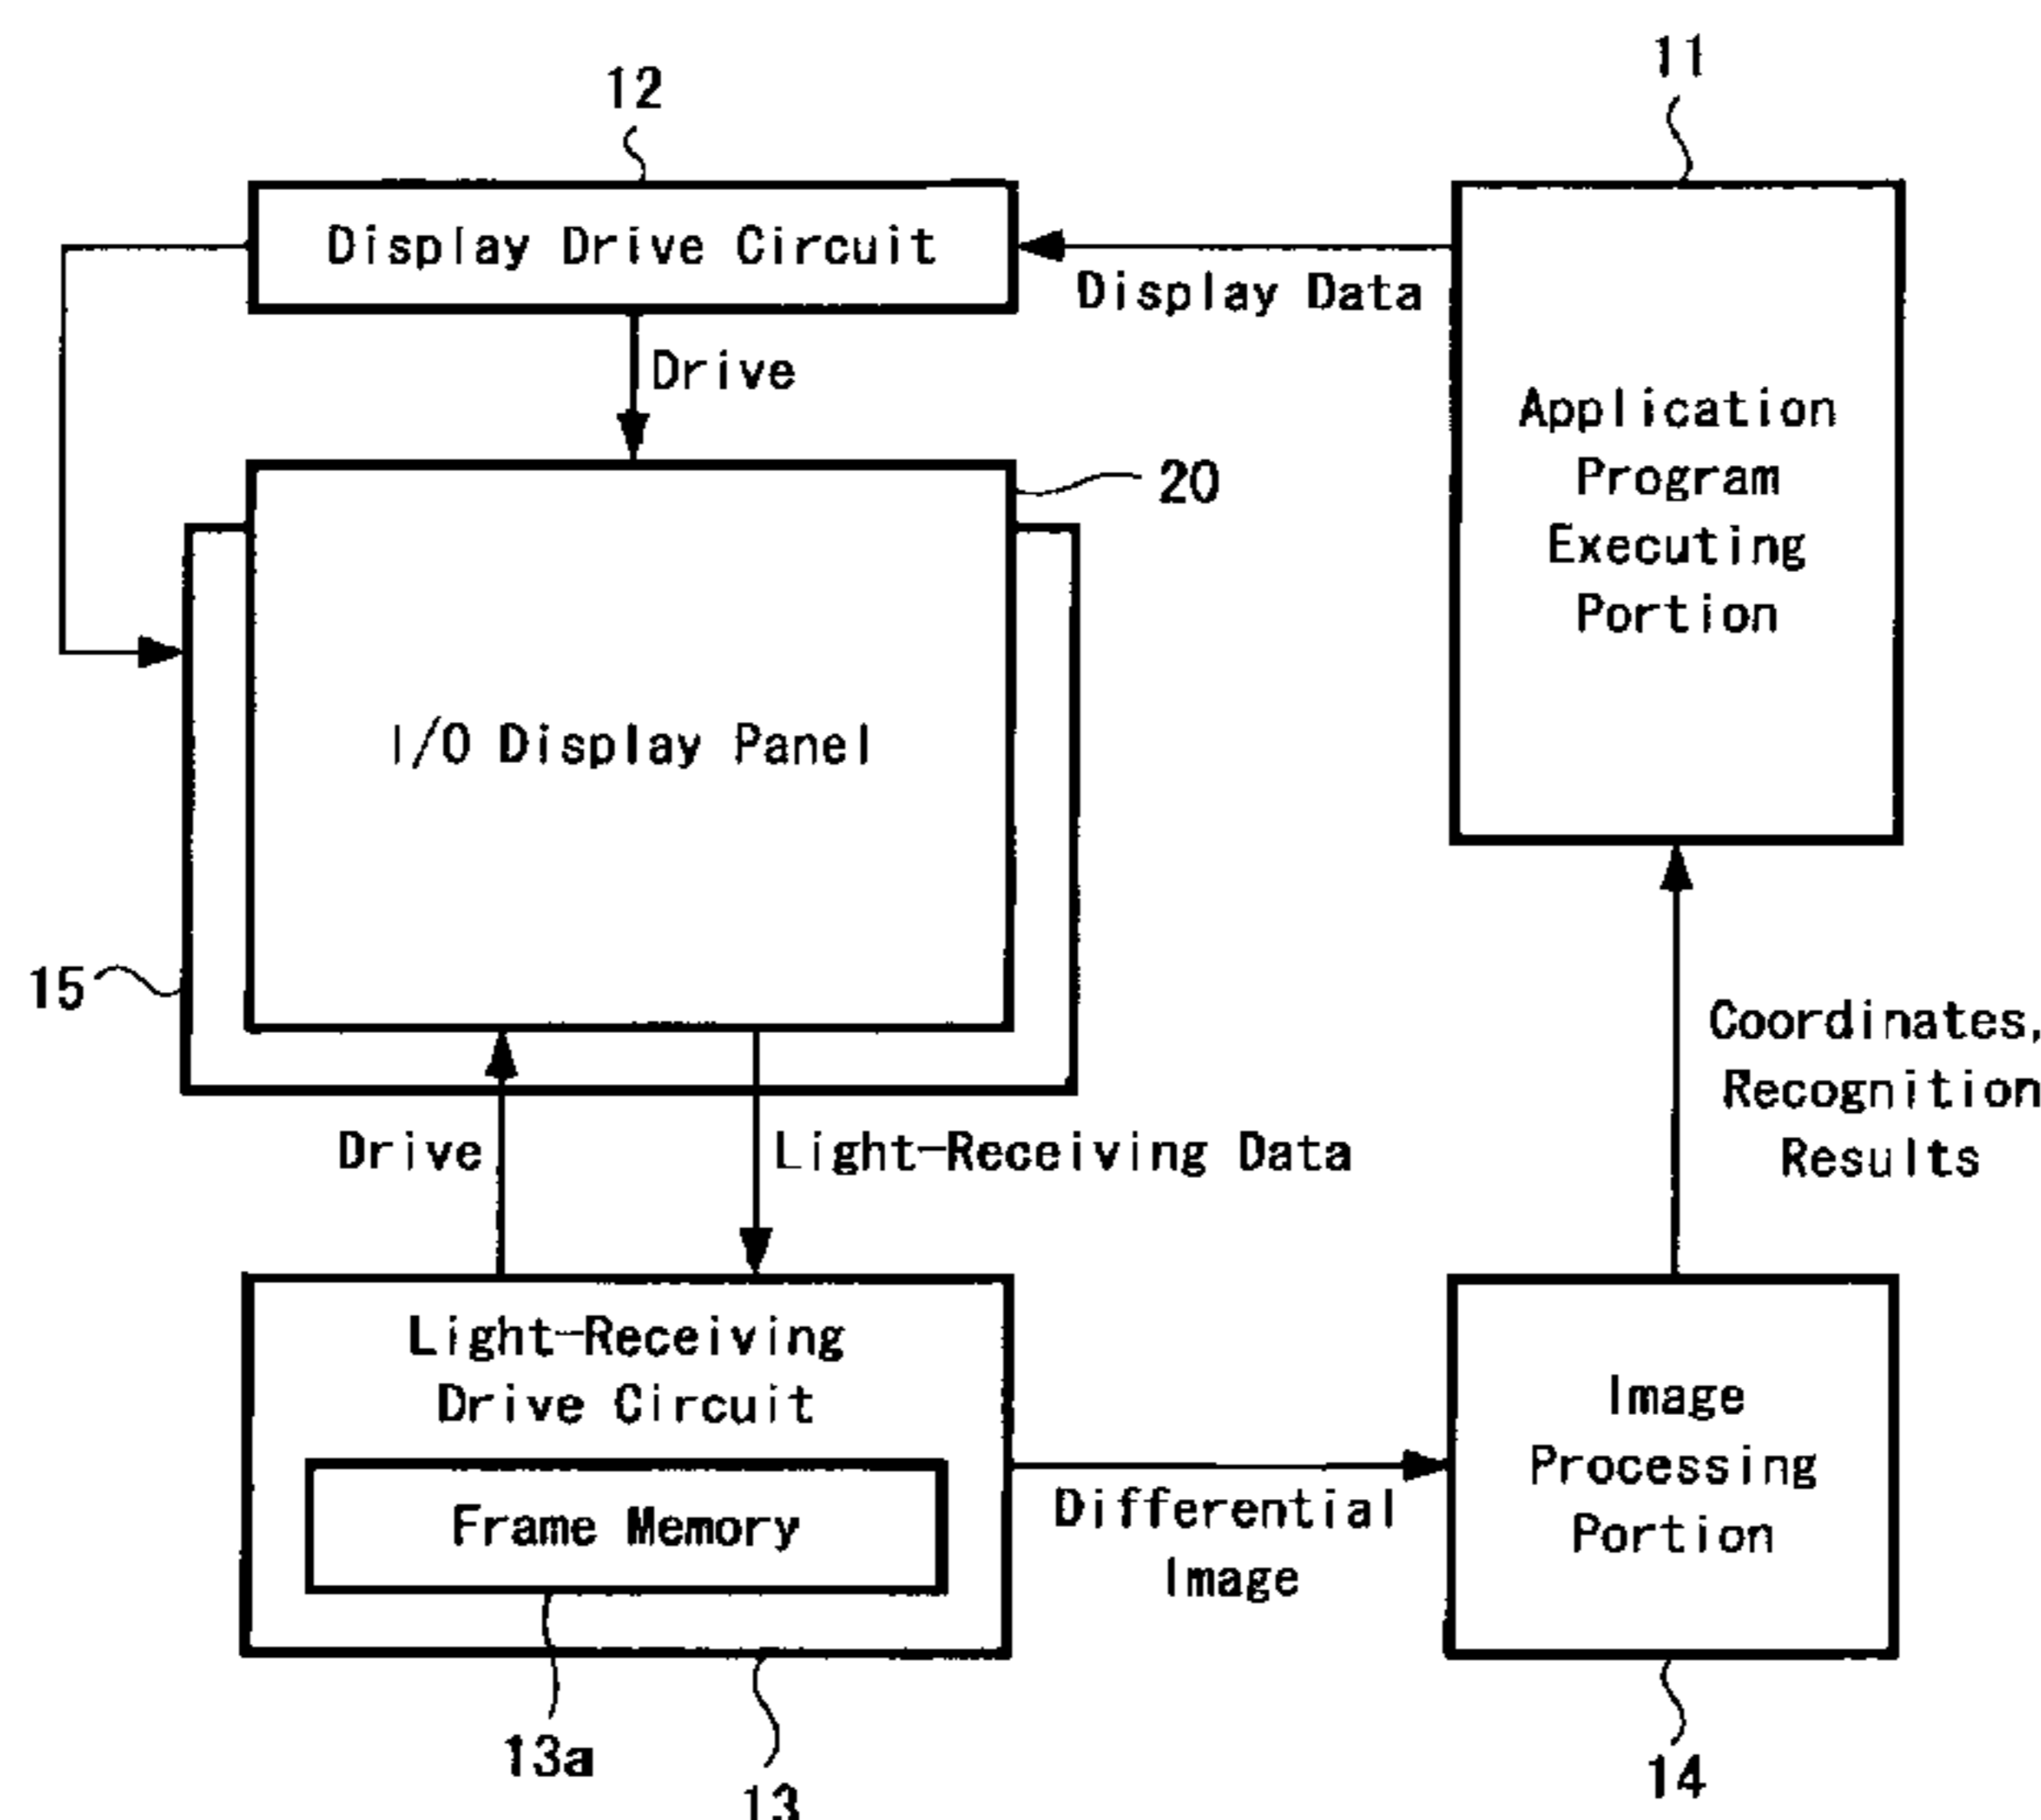 11
12
Display Drive Circuit
Display Data
Drive
Application
Program
Executing
Portion
20
I/O Display Panel
15
Coordinates,
Recognition
Results
Drive
Light-Receiving Data
Light-Receiving
Drive Circuit
Frame Memory
Differential
Image
Image
Processing
Portion
13a
13
14